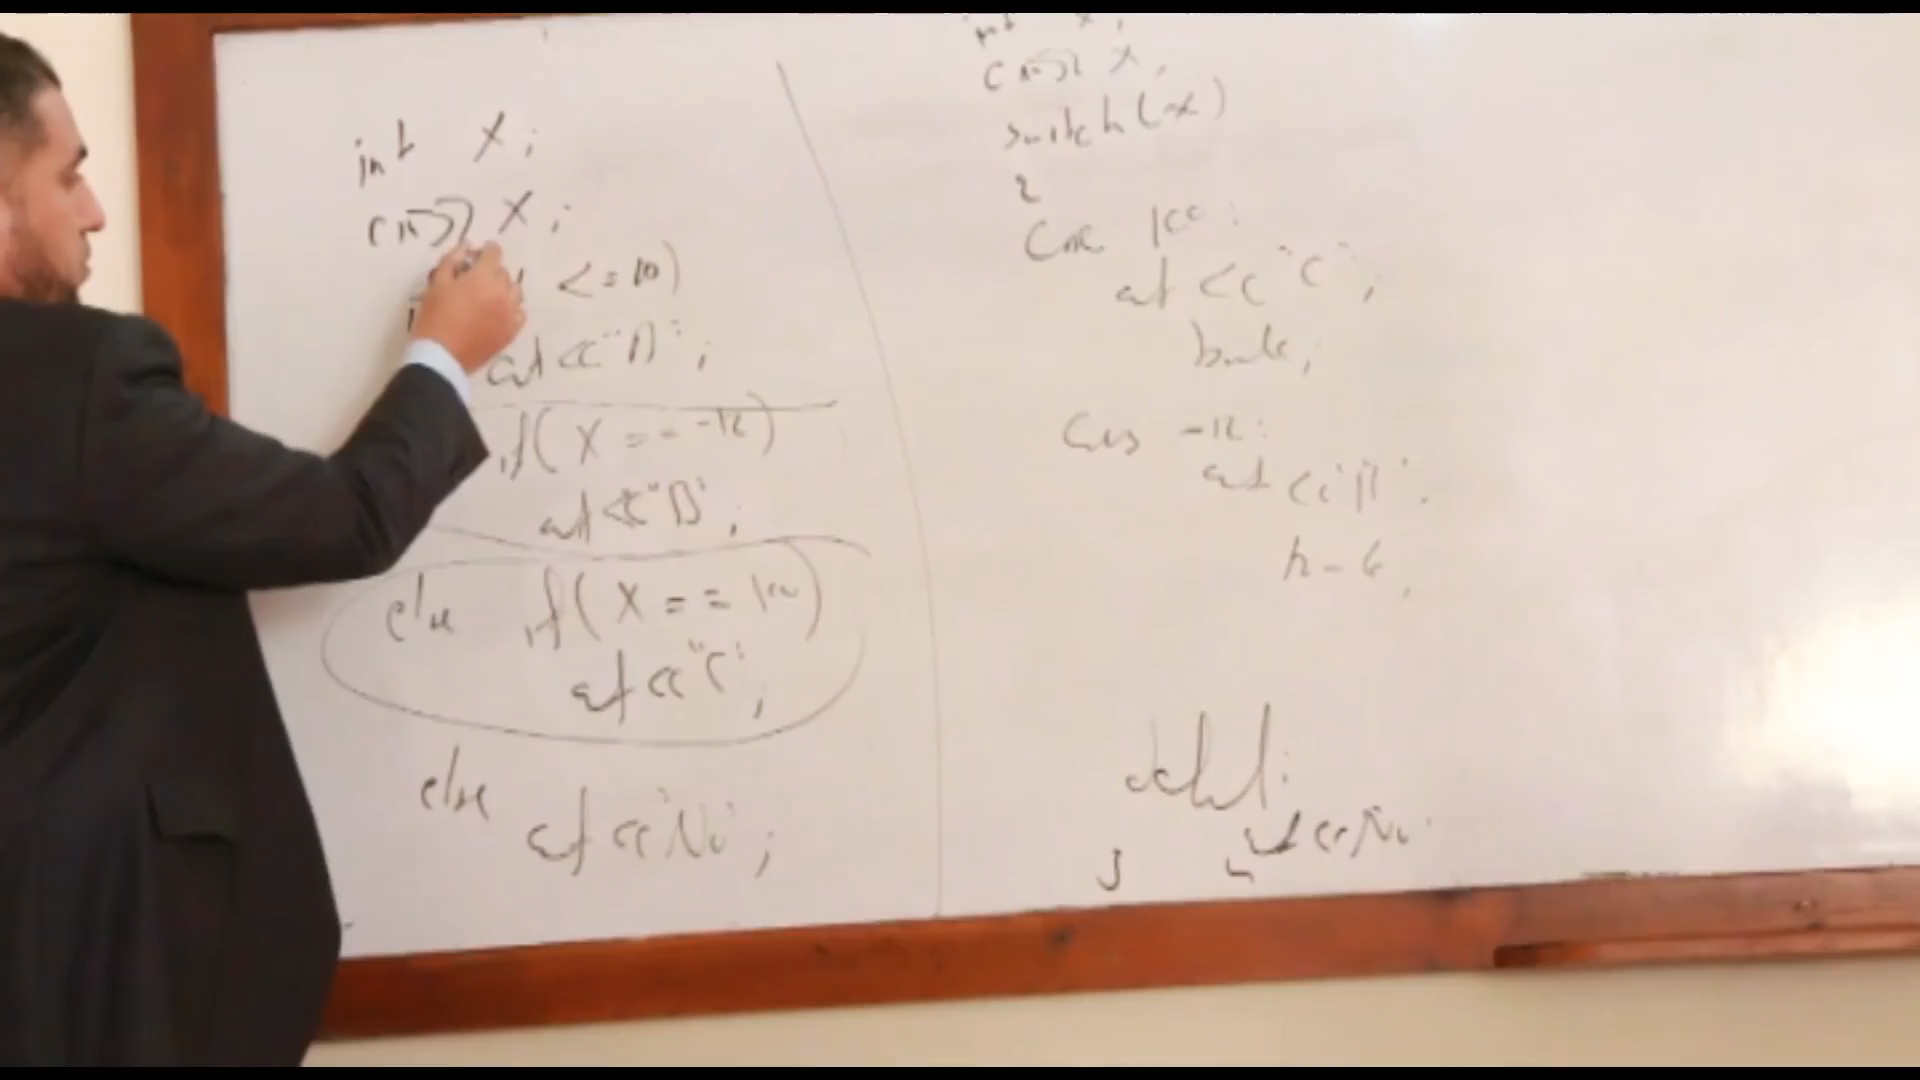 int X;
cin>> X;
<=10)
cout <<"A";
if( X == -12)
cout <<"B";
else if( X == 100)
cout <<"C";
else
cout <<"No";
int x;
cin>> X;
switch(x)
{
Case 100:
cout <<"C";
break;
Case -12:
cout <<"B";
break;
default:
cout <<"No"
}